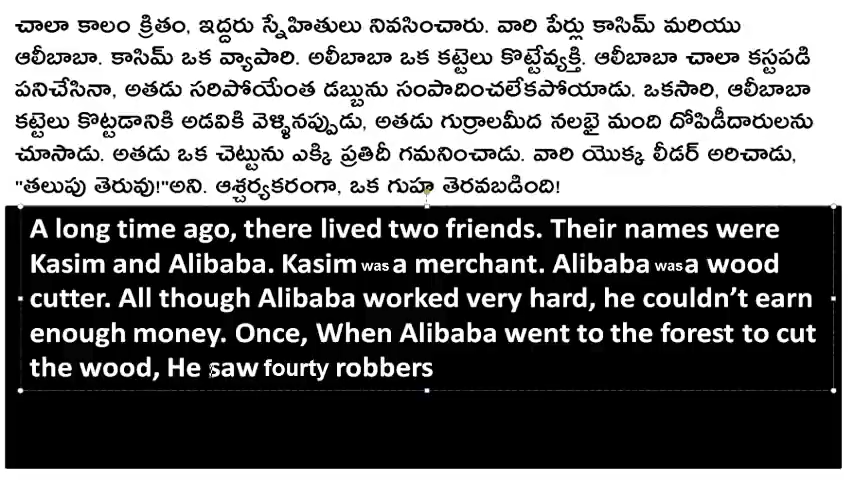 చాలా కాలం క్రితం, ఇద్దరు స్నేహితులు నివసించారు. వారి పేర్లు కాసిమ్ మరియు
ఆలీబాబా. కాసిమ్ ఒక వ్యాపారి. అలీబాబా ఒక కట్టెలు కొట్టేవ్యక్తి. ఆలీబాబా చాలా కస్టపడి
పనిచేసినా, అతడు సరిపోయేంత డబ్బును సంపాదించలేకపోయాడు. ఒకసారి, ఆలీబాబా
కట్టెలు కొట్టడానికి అడవికి వెళ్ళినప్పుడు, అతడు గుర్రాలమీద నలభై మంది దోపిడీదారులను
చూసాడు. అతడు ఒక చెట్టును ఎక్కి ప్రతిదీ గమనించాడు. వారి యొక్క లీడర్ అరిచాడు,
"తలుపు తెరువు!"అని. ఆశ్చర్యకరంగా, ఒక గుహ తెరవబడింది!
A long time ago, there lived two friends. Their names were
Kasim and Alibaba. Kasim was a merchant. Alibaba was a wood
cutter. All though Alibaba worked very hard, he couldn't earn
enough money. Once, When Alibaba went to the forest to cut
the wood, He saw fourty robbers